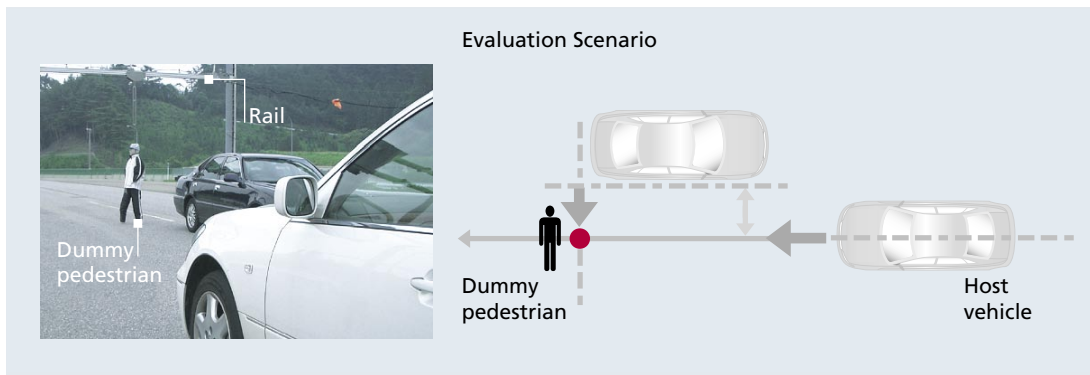 Evaluation Scenario
Rail
Dummy
pedestrian
Dummy
pedestrian
Host
vehicle